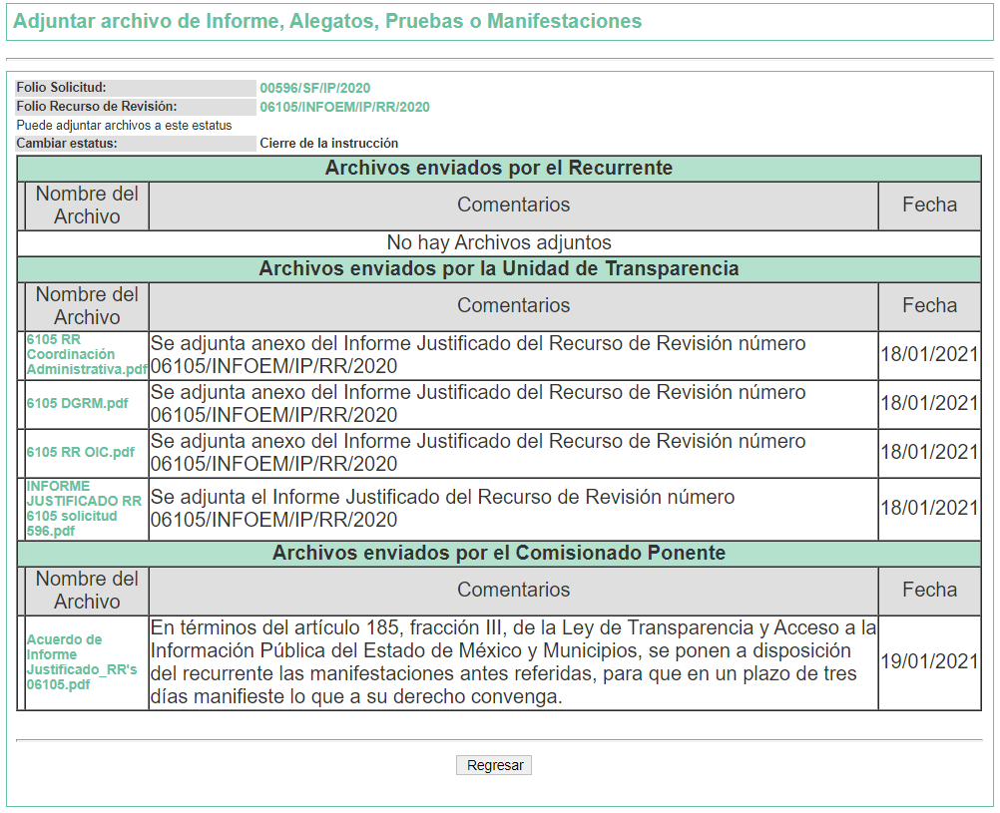 Adjuntar archivo de Informe, Alegatos, Pruebas o Manifestaciones
Folio Solicitud: 00596/SF/IP/2020
Folio Recurso de Revisión: 06105/INFOEM/IP/RR/2020
Puede adjuntar archivos a este estatus
Cambiar estatus: Cierre de la instrucción
Archivos enviados por el Recurrente
Nombre del
Archivo
Comentarios
Fecha
No hay Archivos adjuntos
Archivos enviados por la Unidad de Transparencia
Nombre del
Archivo
Comentarios
Fecha
6105 RR
Coordinación
Administrativa.pdf
Se adjunta anexo del Informe Justificado del Recurso de Revisión número
06105/INFOEM/IP/RR/2020
18/01/2021
6105 DGRM.pdf
Se adjunta anexo del Informe Justificado del Recurso de Revisión número
06105/INFOEM/IP/RR/2020
18/01/2021
6105 RR OIC.pdf
Se adjunta anexo del Informe Justificado del Recurso de Revisión número
06105/INFOEM/IP/RR/2020
18/01/2021
INFORME
JUSTIFICADO RR
6105 solicitud
596.pdf
Se adjunta el Informe Justificado del Recurso de Revisión número
06105/INFOEM/IP/RR/2020
18/01/2021
Archivos enviados por el Comisionado Ponente
Nombre del
Archivo
Comentarios
Fecha
Acuerdo de
Informe
Justificado_RR's
06105.pdf
En términos del artículo 185, fracción III, de la Ley de Transparencia y Acceso a la
Información Pública del Estado de México y Municipios, se ponen a disposición
del recurrente las manifestaciones antes referidas, para que en un plazo de tres
días manifieste lo que a su derecho convenga.
19/01/2021
Regresar